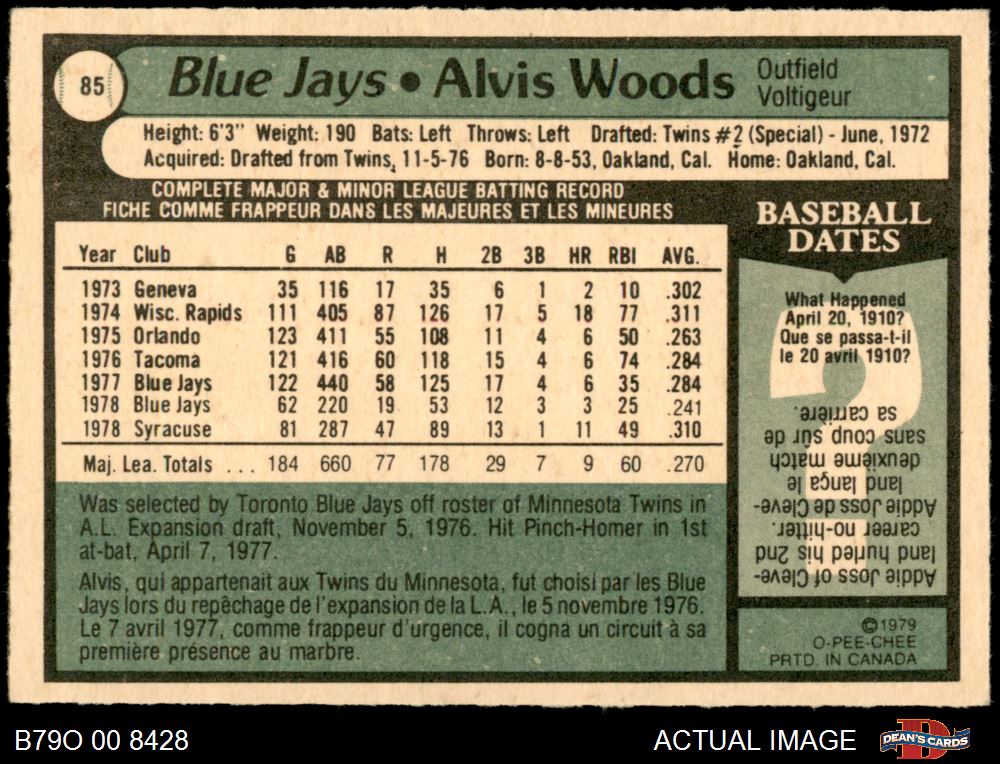 85
Blue Jays • Alvis Woods Outfield
Voltigeur
Height: 6'3" Weight: 190 Bats: Left Throws: Left Drafted: Twins #2 (Special) - June, 1972
Acquired: Drafted from Twins, 11-5-76 Born: 8-8-53, Oakland, Cal. Home: Oakland, Cal.
COMPLETE MAJOR & MINOR LEAGUE BATTING RECORD
FICHE COMME FRAPPEUR DANS LES MAJEURES ET LES MINEURES
Year Club G AB R H 2B 3B HR RBI AVG.
1973 Geneva 35 116 17 35 6 1 2 10 .302
1974 Wisc. Rapids 111 405 87 126 17 5 18 77 .311
1975 Orlando 123 411 55 108 11 4 6 50 .263
1976 Tacoma 121 416 60 118 15 4 6 74 .284
1977 Blue Jays 122 440 58 125 17 4 6 35 .284
1978 Blue Jays 62 220 19 53 12 3 3 25 .241
1978 Syracuse 81 287 47 89 13 1 11 49 .310
Maj. Lea. Totals ... 184 660 77 178 29 7 9 60 .270
Was selected by Toronto Blue Jays off roster of Minnesota Twins in
A.L. Expansion draft, November 5, 1976. Hit Pinch-Homer in 1st
at-bat, April 7, 1977.
Alvis, qui appartenait aux Twins du Minnesota, fut choisi par les Blue
Jays lors du repêchage de l'expansion de la L.A., le 5 novembre 1976.
Le 7 avril 1977, comme frappeur d'urgence, il cogna un circuit à sa
première présence au marbre.
BASEBALL
DATES
What Happened
April 20, 1910?
Que se passa-t-il
le 20 avril 1910?
Addie Joss of Cleve-
land hurled his 2nd
career no-hitter.
Addie Joss de Cleve-
land lança le
deuxième match
sans coup sûr de
sa carrière.
©1979
O-PEE-CHEE
PRTD. IN CANADA
B79O 00 8428
ACTUAL IMAGE
D
DEAN'S CARDS